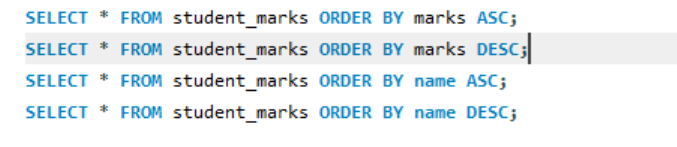 SELECT * FROM student_marks ORDER BY marks ASC;
SELECT * FROM student_marks ORDER BY marks DESC;
SELECT * FROM student_marks ORDER BY name ASC;
SELECT * FROM student_marks ORDER BY name DESC;